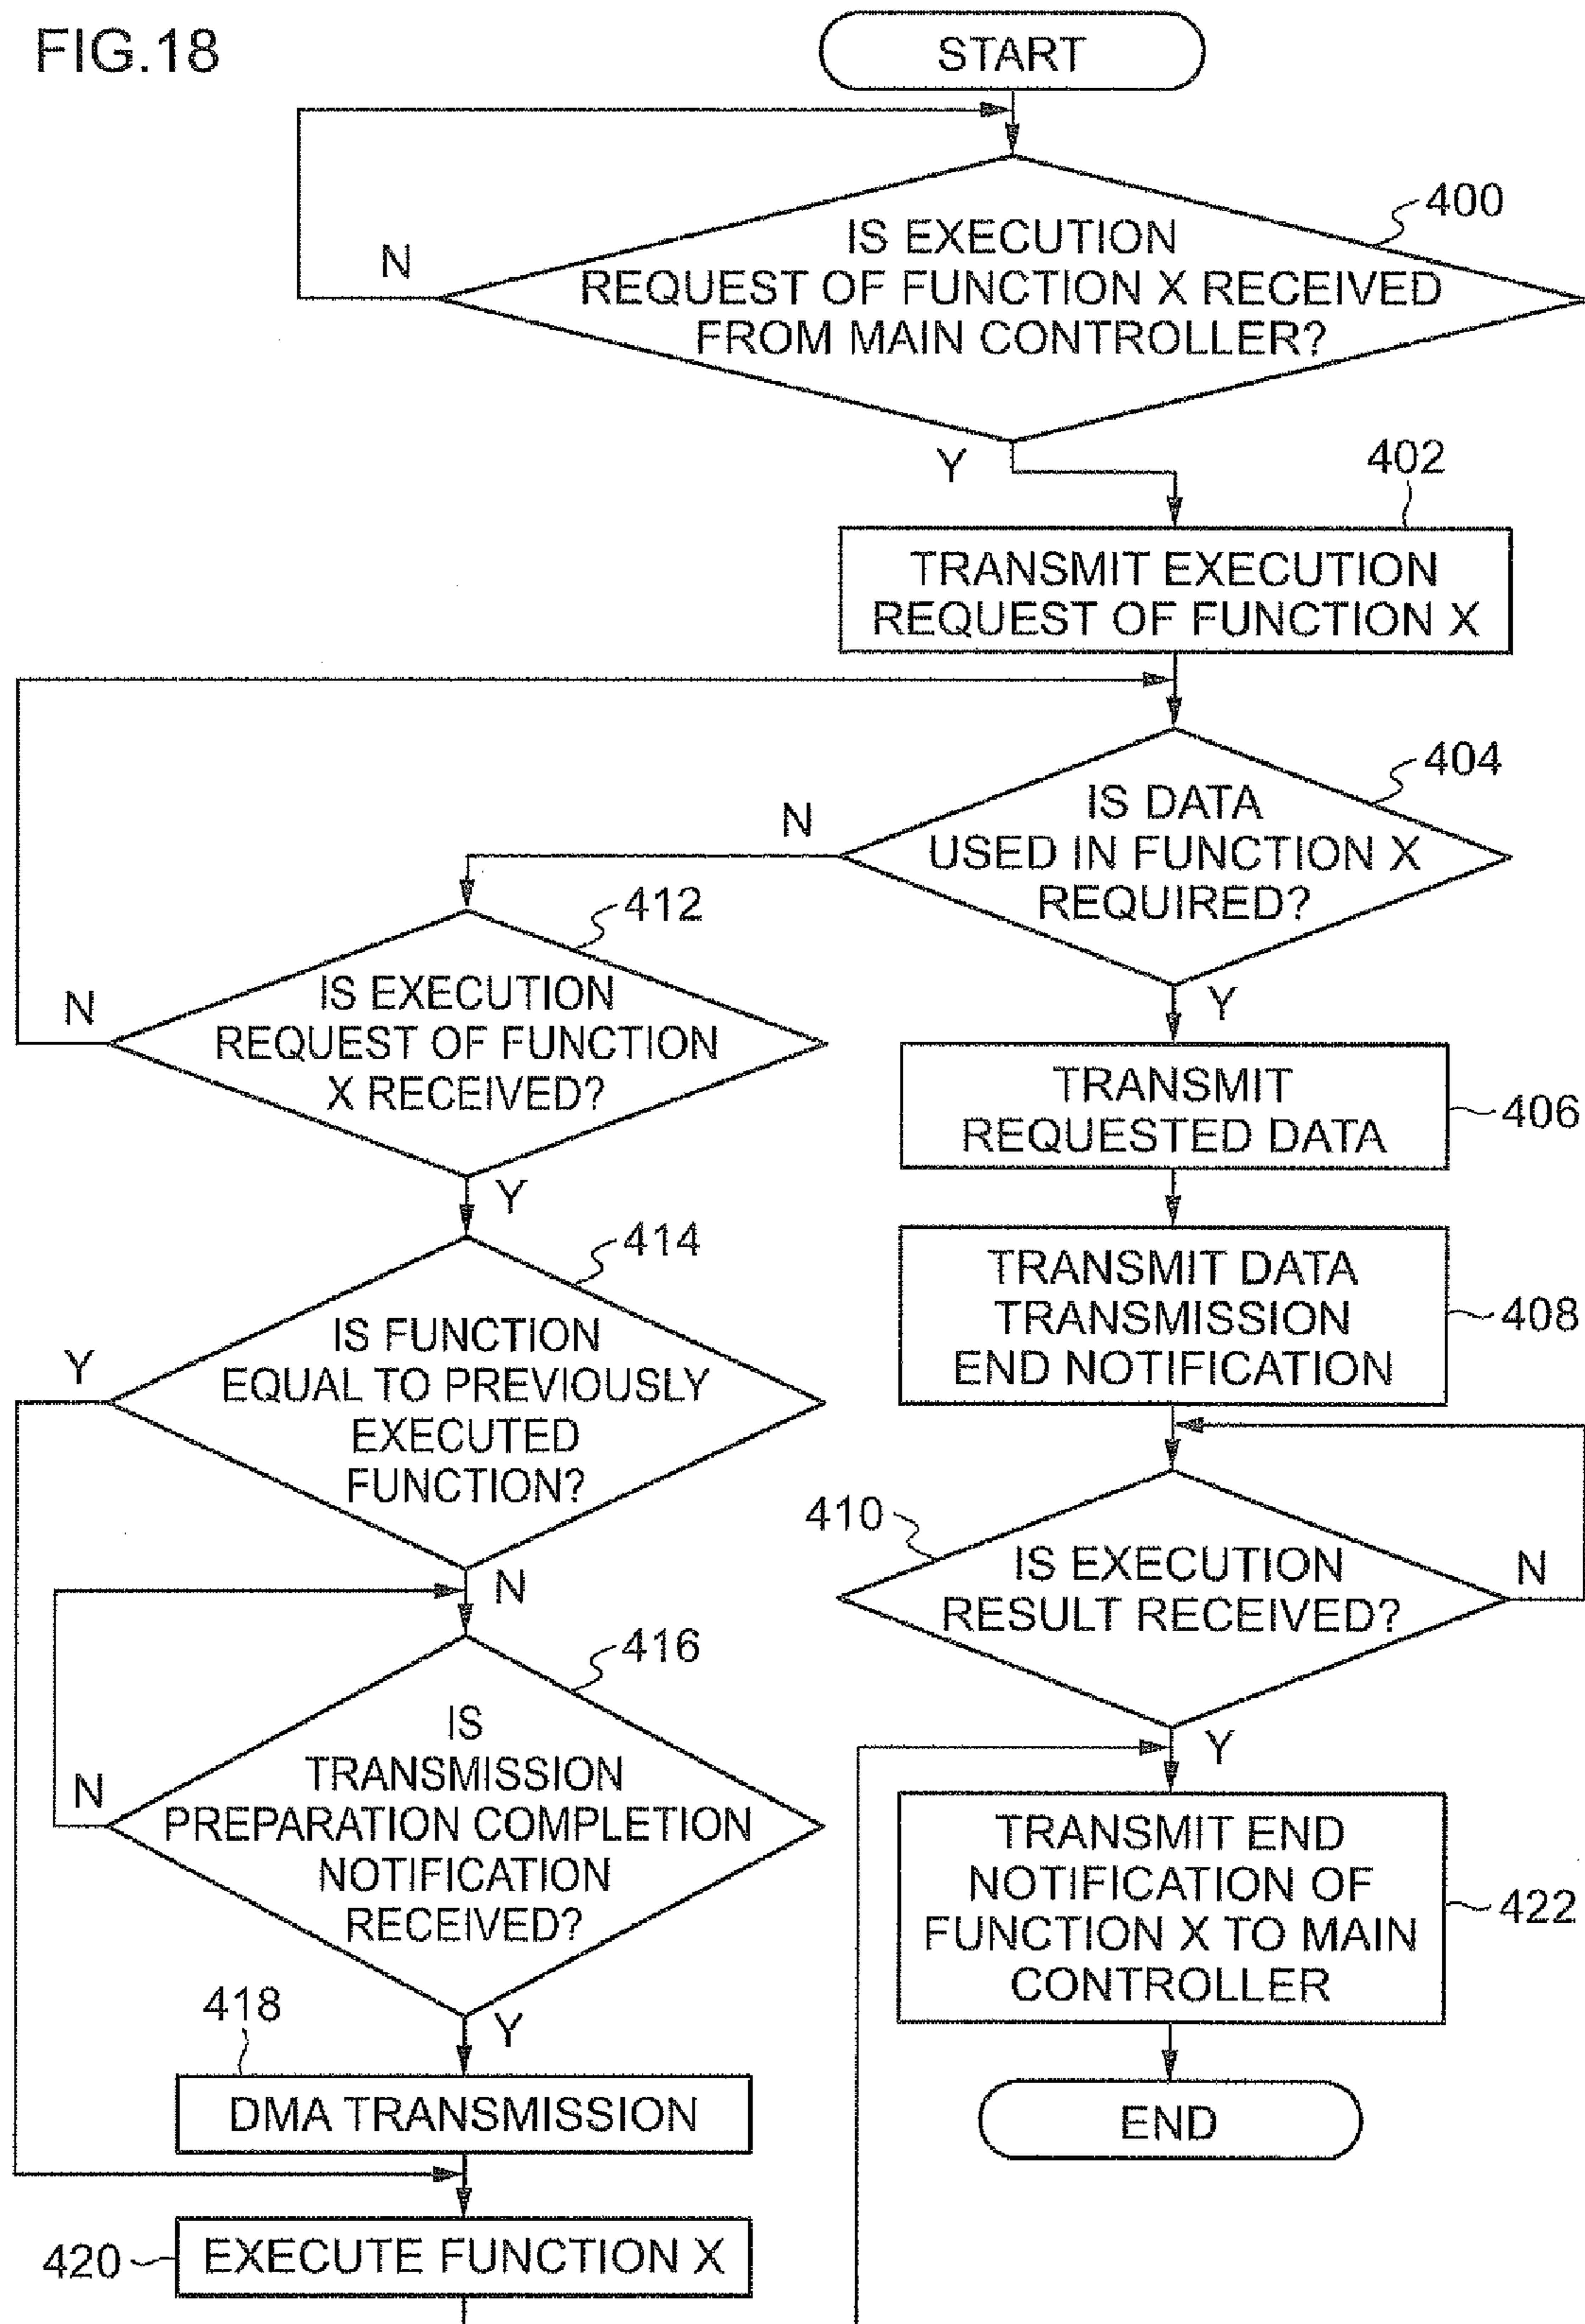 FIG.18
START
400
IS EXECUTION
REQUEST OF FUNCTION X RECEIVED
FROM MAIN CONTROLLER?
N
Y
402
TRANSMIT EXECUTION
REQUEST OF FUNCTION X
404
IS DATA
USED IN FUNCTION X
REQUIRED?
N
Y
412
IS EXECUTION
REQUEST OF FUNCTION
X RECEIVED?
N
Y
TRANSMIT
REQUESTED DATA
406
414
IS FUNCTION
EQUAL TO PREVIOUSLY
EXECUTED
FUNCTION?
Y
N
TRANSMIT DATA
TRANSMISSION
END NOTIFICATION
408
410
IS EXECUTION
RESULT RECEIVED?
N
Y
416
IS
TRANSMISSION
PREPARATION COMPLETION
NOTIFICATION
RECEIVED?
N
Y
TRANSMIT END
NOTIFICATION OF
FUNCTION X TO MAIN
CONTROLLER
422
418
DMA TRANSMISSION
END
420
EXECUTE FUNCTION X